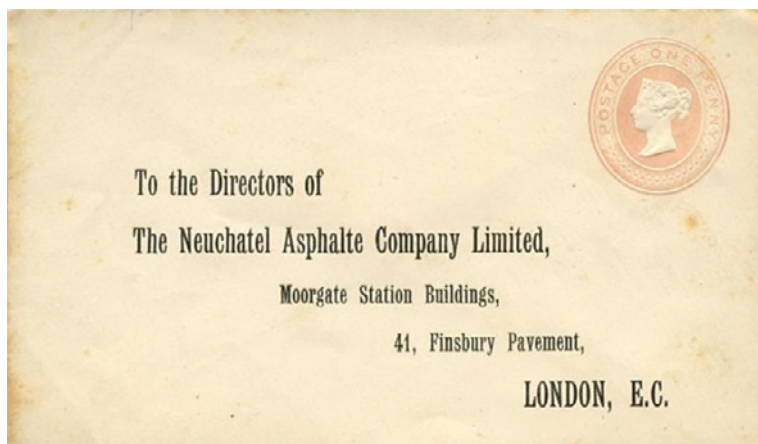 POSTAGE ONE PENNY
To the Directors of
The Neuchatel Asphalte Company Limited,
Moorgate Station Buildings,
41, Finsbury Pavement,
LONDON, E.C.